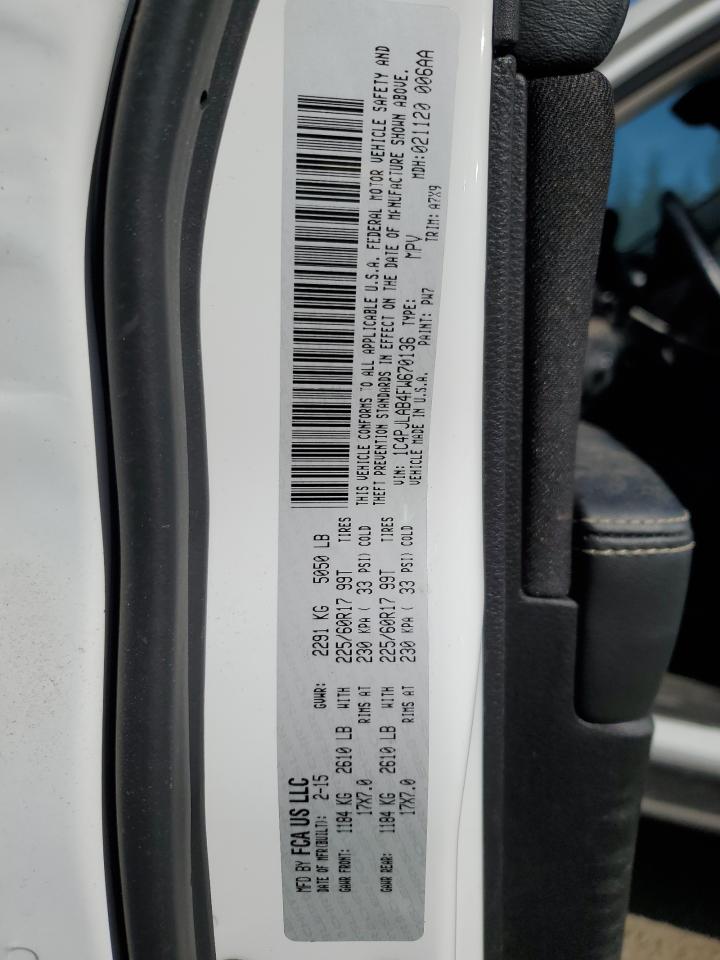 MFD BY FCA US LLC
DATE OF MFR(BUILT): 2-15 GVWR: 2291 KG 5050 LB
GAWR FRONT: 1184 KG 2610 LB WITH 225/60R17 99T TIRES
17X7.0 RIMS AT 230 KPA ( 33 PSI) COLD
GAWR REAR: 1184 KG 2610 LB WITH 225/60R17 99T TIRES
17X7.0 RIMS AT 230 KPA ( 33 PSI) COLD
THIS VEHICLE CONFORMS TO ALL APPLICABLE U.S.A. FEDERAL MOTOR VEHICLE SAFETY AND
THEFT PREVENTION STANDARDS IN EFFECT ON THE DATE OF MANUFACTURE SHOWN ABOVE.
VIN: 1C4PJLAB4FW670136 TYPE: MPV MDH:021120 006AA
VEHICLE MADE IN U.S.A. PAINT: PW7 TRIM: A7X9